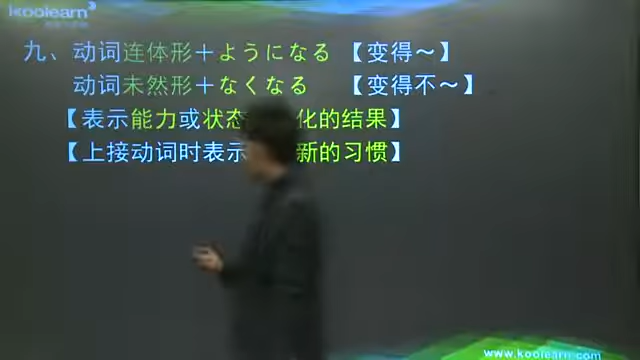 koolearn
九、动词连体形＋ようになる 【变得～】
动词未然形＋なくなる 【变得不～】
【表示能力或状态 化的结果】
【上接动词时表示 新的习惯】
www.koolearn.com